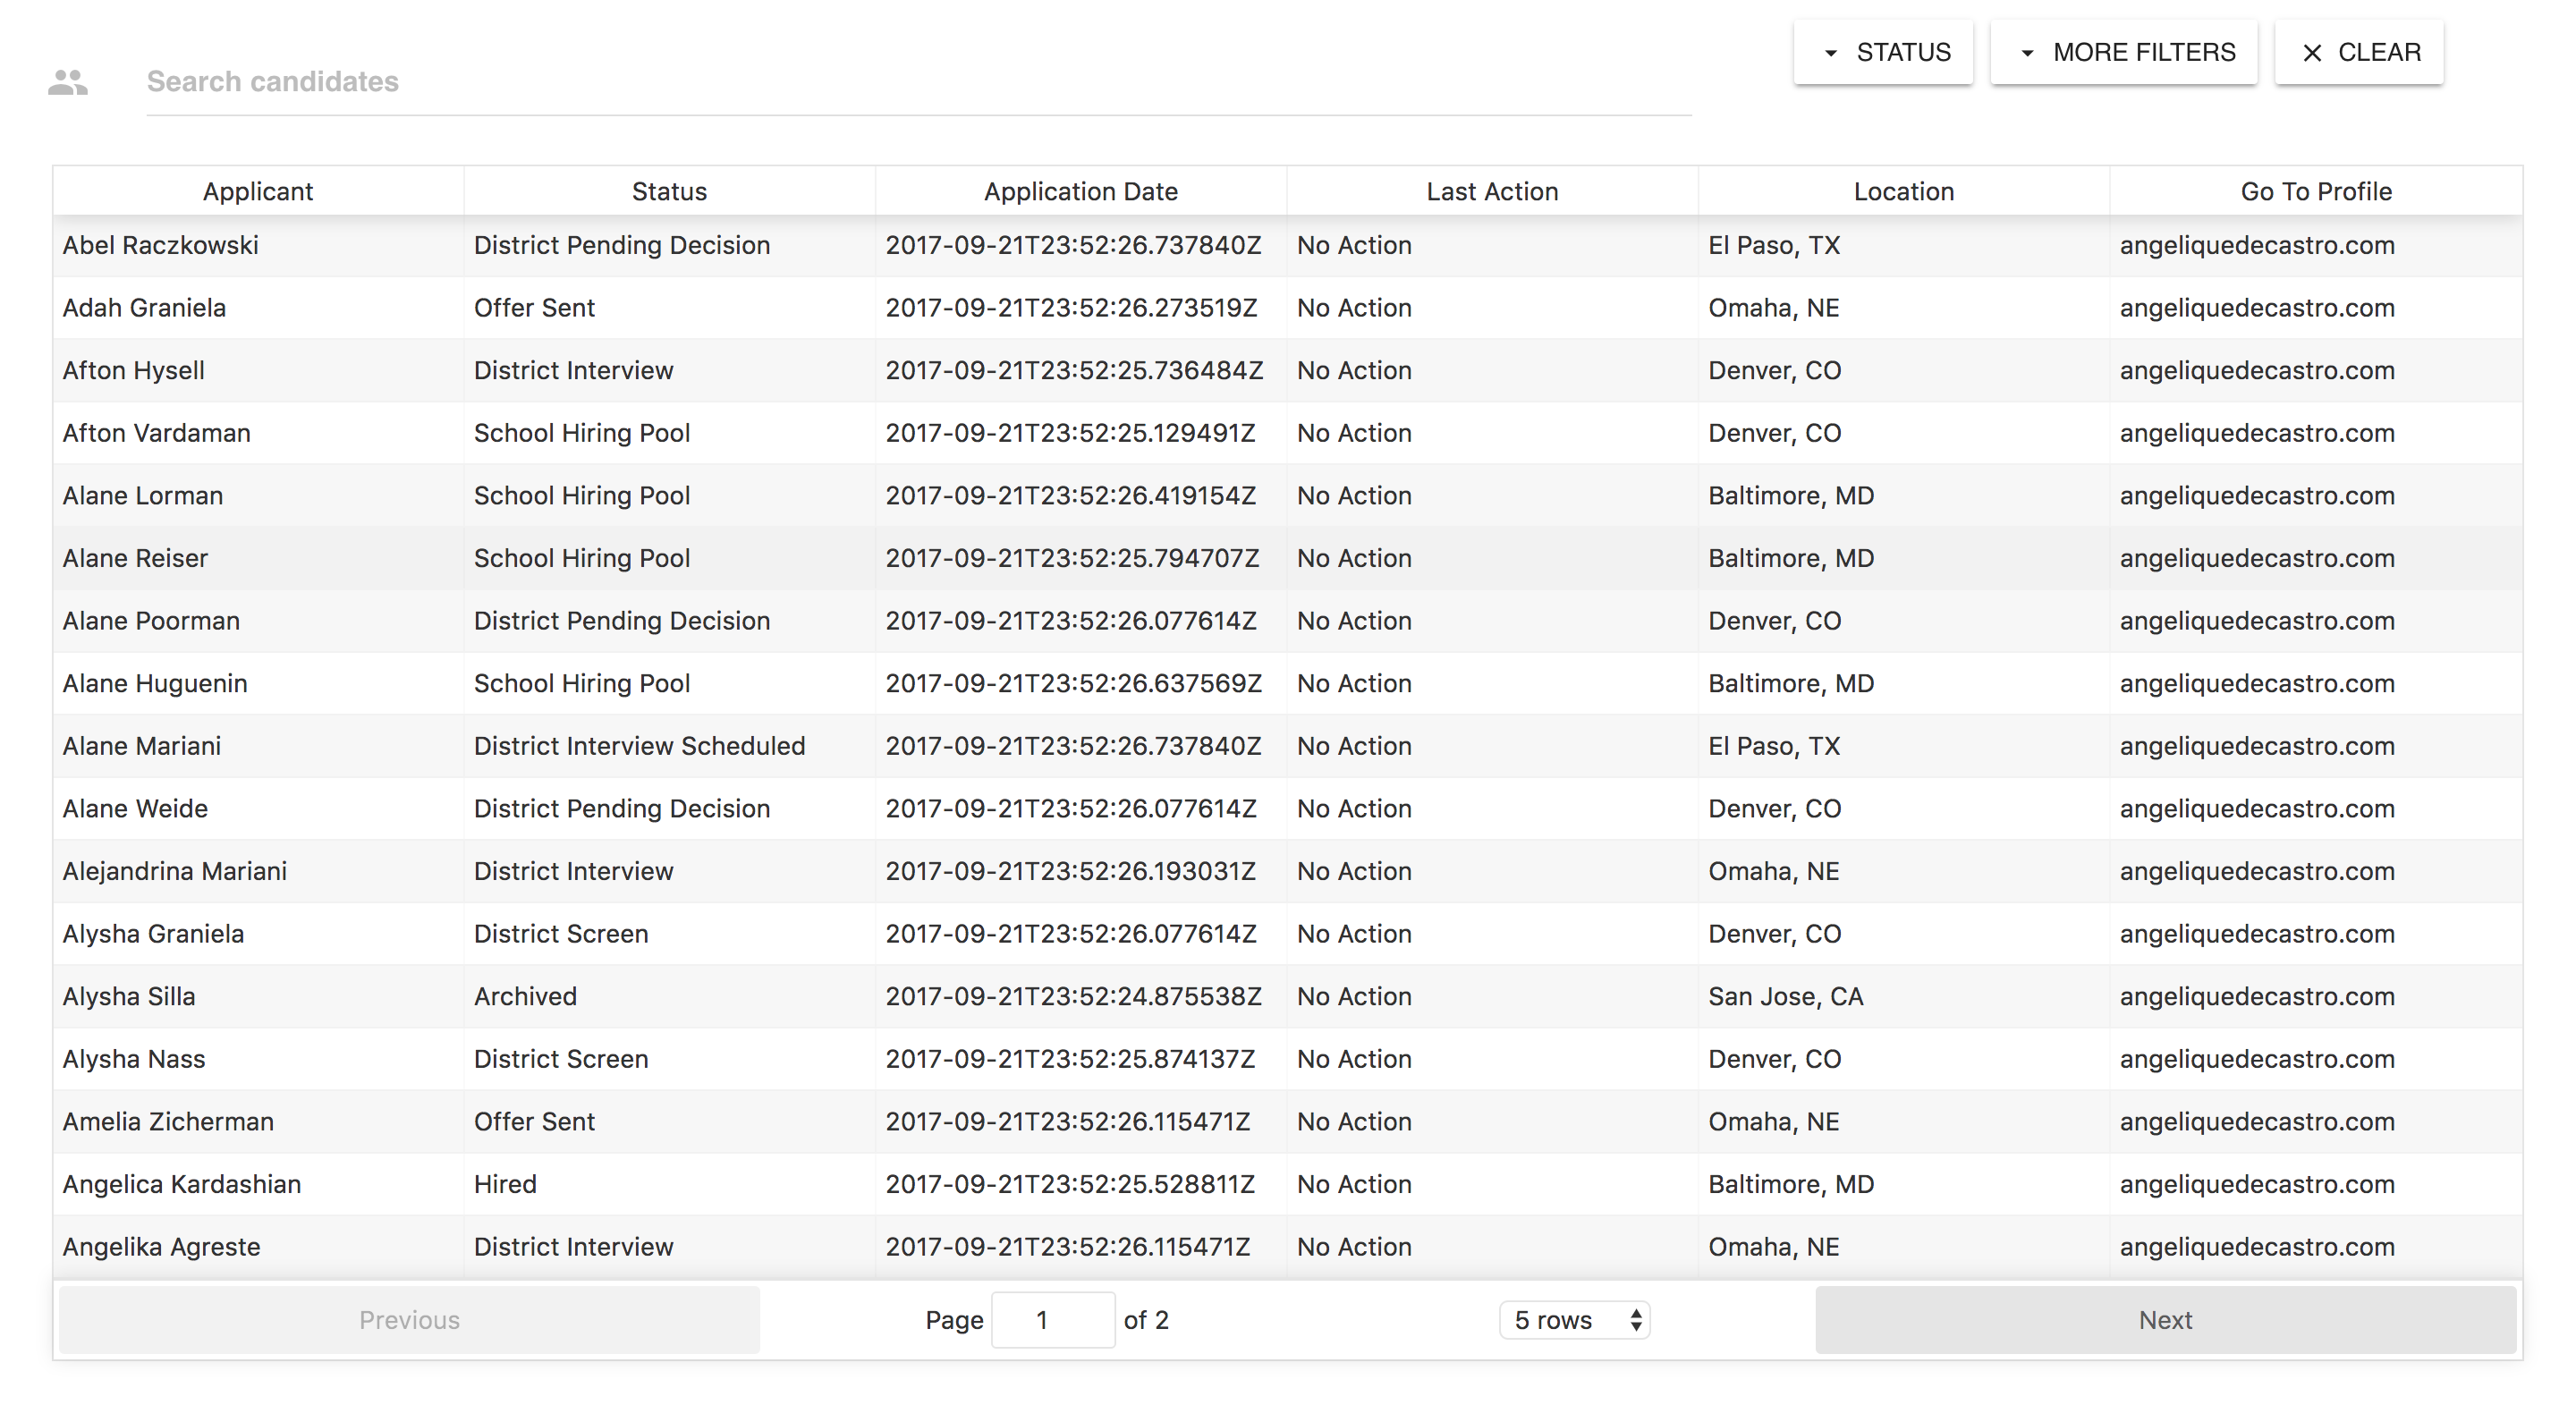 Search candidates STATUS MORE FILTERS CLEAR
Applicant Status Application Date Last Action Location Go To Profile
Abel Raczkowski District Pending Decision 2017-09-21T23:52:26.737840Z No Action El Paso, TX angeliquedecastro.com
Adah Graniela Offer Sent 2017-09-21T23:52:26.273519Z No Action Omaha, NE angeliquedecastro.com
Afton Hysell District Interview 2017-09-21T23:52:25.736484Z No Action Denver, CO angeliquedecastro.com
Afton Vardaman School Hiring Pool 2017-09-21T23:52:25.129491Z No Action Denver, CO angeliquedecastro.com
Alane Lorman School Hiring Pool 2017-09-21T23:52:26.419154Z No Action Baltimore, MD angeliquedecastro.com
Alane Reiser School Hiring Pool 2017-09-21T23:52:25.794707Z No Action Baltimore, MD angeliquedecastro.com
Alane Poorman District Pending Decision 2017-09-21T23:52:26.077614Z No Action Denver, CO angeliquedecastro.com
Alane Huguenin School Hiring Pool 2017-09-21T23:52:26.637569Z No Action Baltimore, MD angeliquedecastro.com
Alane Mariani District Interview Scheduled 2017-09-21T23:52:26.737840Z No Action El Paso, TX angeliquedecastro.com
Alane Weide District Pending Decision 2017-09-21T23:52:26.077614Z No Action Denver, CO angeliquedecastro.com
Alejandrina Mariani District Interview 2017-09-21T23:52:26.193031Z No Action Omaha, NE angeliquedecastro.com
Alysha Graniela District Screen 2017-09-21T23:52:26.077614Z No Action Denver, CO angeliquedecastro.com
Alysha Silla Archived 2017-09-21T23:52:24.875538Z No Action San Jose, CA angeliquedecastro.com
Alysha Nass District Screen 2017-09-21T23:52:25.874137Z No Action Denver, CO angeliquedecastro.com
Amelia Zicherman Offer Sent 2017-09-21T23:52:26.115471Z No Action Omaha, NE angeliquedecastro.com
Angelica Kardashian Hired 2017-09-21T23:52:25.528811Z No Action Baltimore, MD angeliquedecastro.com
Angelika Agreste District Interview 2017-09-21T23:52:26.115471Z No Action Omaha, NE angeliquedecastro.com
Previous Page 1 of 2 5 rows Next